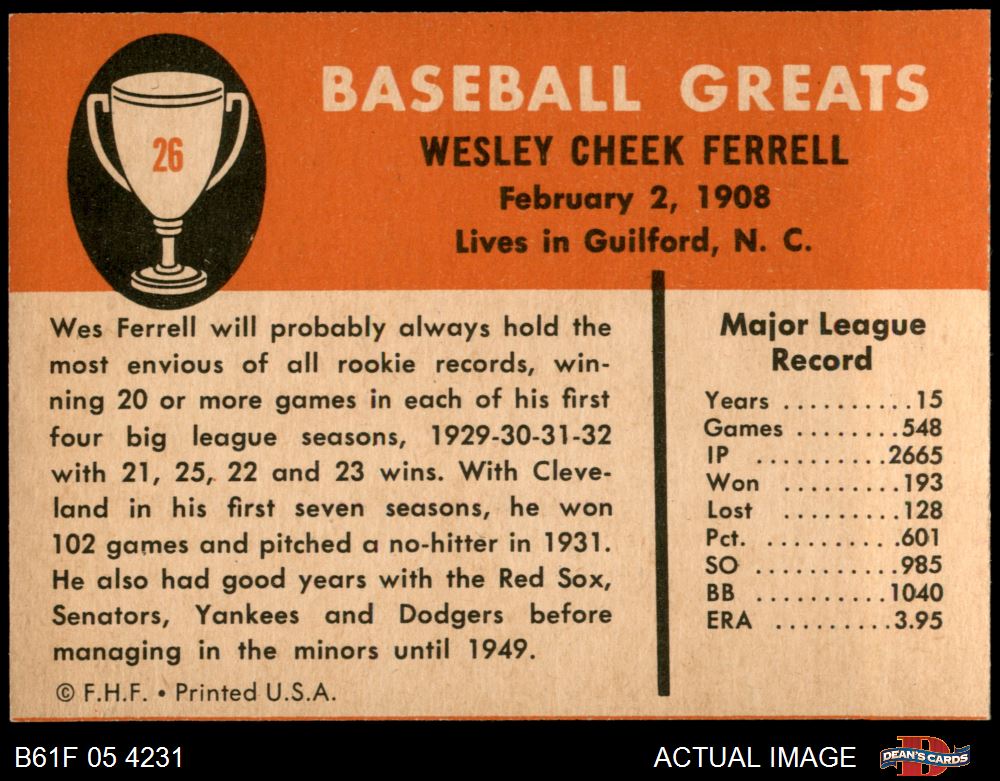 26
BASEBALL GREATS
WESLEY CHEEK FERRELL
February 2, 1908
Lives in Guilford, N. C.
Wes Ferrell will probably always hold the
most envious of all rookie records, win-
ning 20 or more games in each of his first
four big league seasons, 1929-30-31-32
with 21, 25, 22 and 23 wins. With Cleve-
land in his first seven seasons, he won
102 games and pitched a no-hitter in 1931.
He also had good years with the Red Sox,
Senators, Yankees and Dodgers before
managing in the minors until 1949.
© F.H.F. • Printed U.S.A.
Major League
Record
Years ..........15
Games ........548
IP ..........2665
Won .........193
Lost .........128
Pct. ..........601
SO ...........985
BB ..........1040
ERA .........3.95
B61F 05 4231
ACTUAL IMAGE
D
DEAN'S CARDS